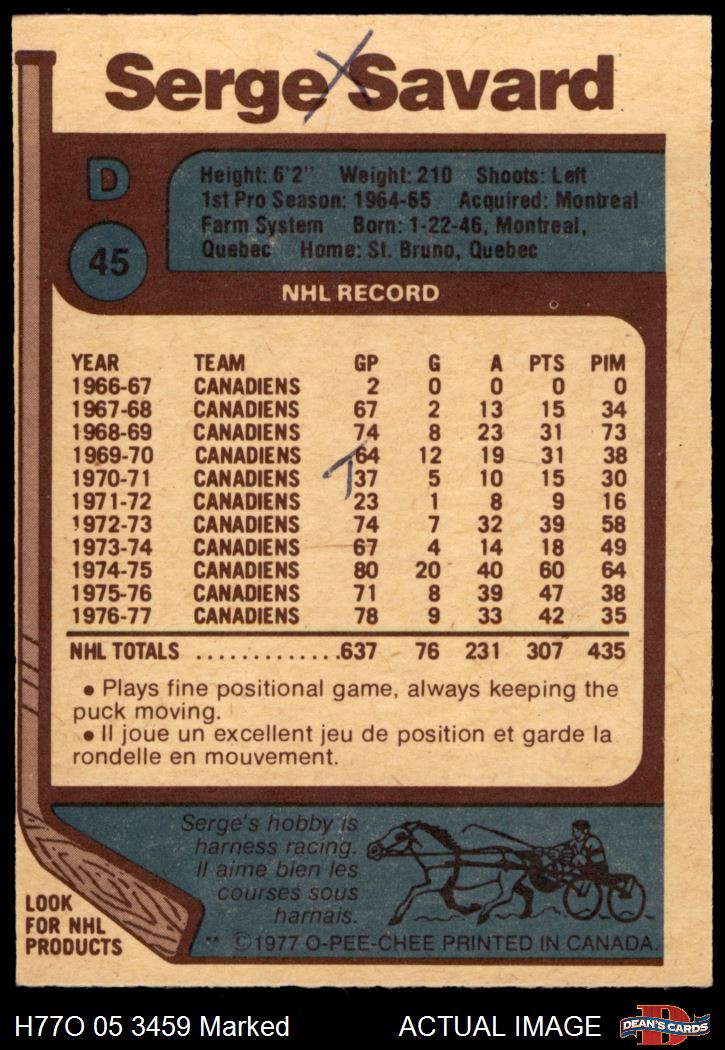 Serge Savard
D
Height: 6'2" Weight: 210 Shoots: Left
1st Pro Season: 1964-65 Acquired: Montreal
Farm System Born: 1-22-46, Montreal,
Quebec Home: St. Bruno, Quebec
45
NHL RECORD
YEAR TEAM GP G A PTS PIM
1966-67 CANADIENS 2 0 0 0 0
1967-68 CANADIENS 67 2 13 15 34
1968-69 CANADIENS 74 8 23 31 73
1969-70 CANADIENS 64 12 19 31 38
1970-71 CANADIENS 37 5 10 15 30
1971-72 CANADIENS 23 1 8 9 16
1972-73 CANADIENS 74 7 32 39 58
1973-74 CANADIENS 67 4 14 18 49
1974-75 CANADIENS 80 20 40 60 64
1975-76 CANADIENS 71 8 39 47 38
1976-77 CANADIENS 78 9 33 42 35
NHL TOTALS .............637 76 231 307 435
• Plays fine positional game, always keeping the
puck moving.
• Il joue un excellent jeu de position et garde la
rondelle en mouvement.
Serge's hobby is
harness racing.
Il aime bien les
courses sous
harnais.
LOOK
FOR NHL
PRODUCTS
** ©1977 O-PEE-CHEE PRINTED IN CANADA.
H77O 05 3459 Marked ACTUAL IMAGE
D
DEAN'S CARDS